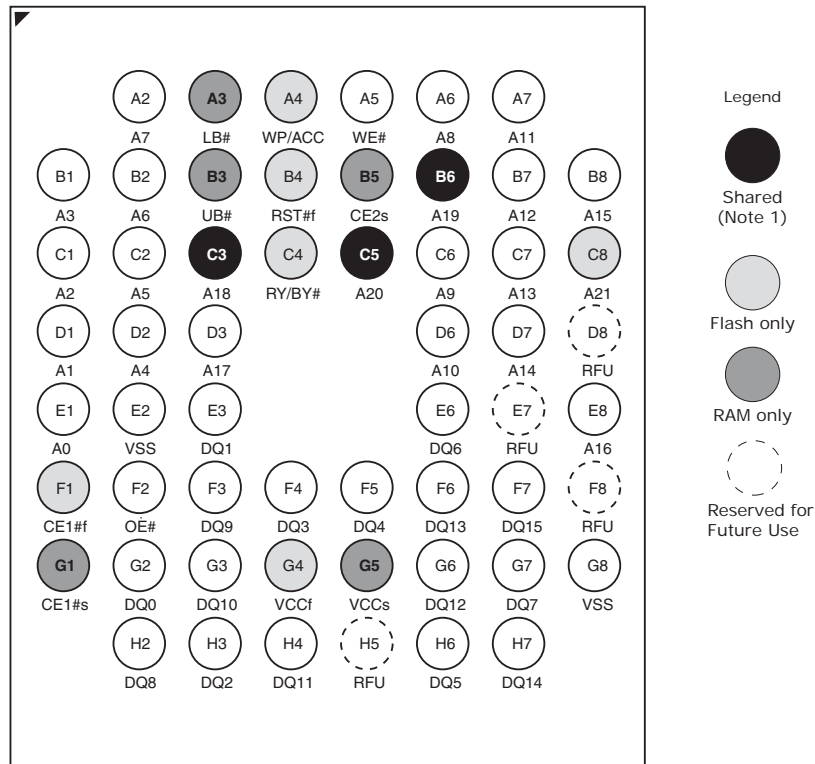 A2 A3 A4 A5 A6 A7
A7 LB# WP/ACC WE# A8 A11
B1 B2 B3 B4 B5 B6 B7 B8
A3 A6 UB# RST#f CE2s A19 A12 A15
C1 C2 C3 C4 C5 C6 C7 C8
A2 A5 A18 RY/BY# A20 A9 A13 A21
D1 D2 D3 D6 D7 D8
A1 A4 A17 A10 A14 RFU
E1 E2 E3 E6 E7 E8
A0 VSS DQ1 DQ6 RFU A16
F1 F2 F3 F4 F5 F6 F7 F8
CE1#f OE# DQ9 DQ3 DQ4 DQ13 DQ15 RFU
G1 G2 G3 G4 G5 G6 G7 G8
CE1#s DQ0 DQ10 VCCf VCCs DQ12 DQ7 VSS
H2 H3 H4 H5 H6 H7
DQ8 DQ2 DQ11 RFU DQ5 DQ14
Legend
Shared
(Note 1)
Flash only
RAM only
Reserved for
Future Use